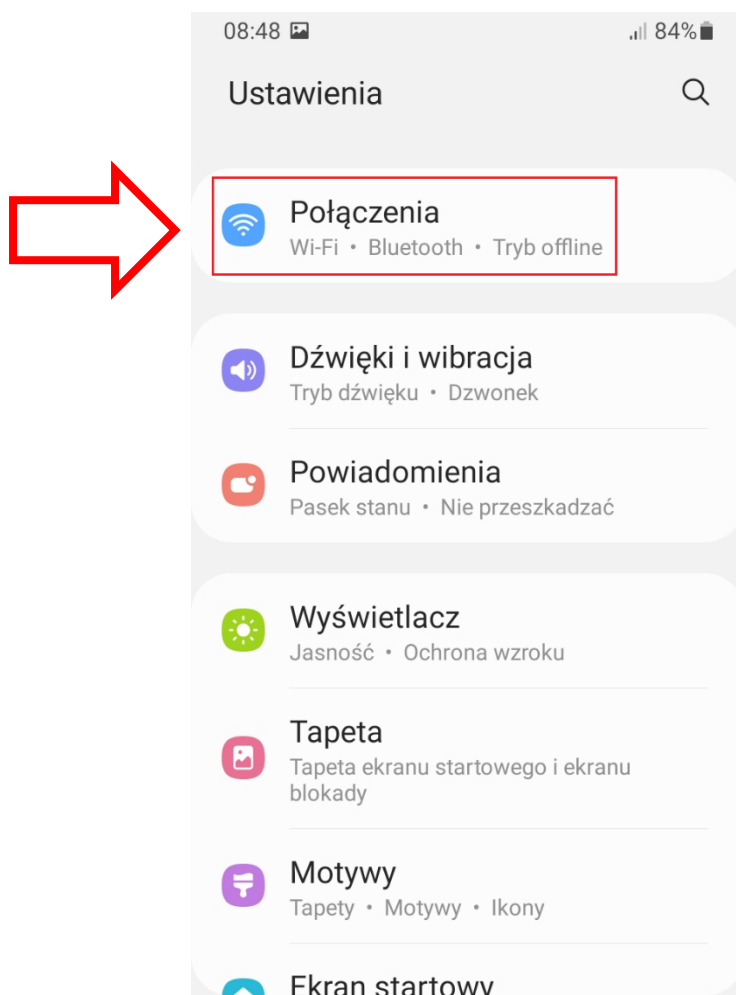 08:48 84%
Ustawienia
Połączenia
Wi-Fi • Bluetooth • Tryb offline
Dźwięki i wibracja
Tryb dźwięku • Dzwonek
Powiadomienia
Pasek stanu • Nie przeszkadzać
Wyświetlacz
Jasność • Ochrona wzroku
Tapeta
Tapeta ekranu startowego i ekranu
blokady
Motywy
Tapety • Motywy • Ikony
Ekran startowy